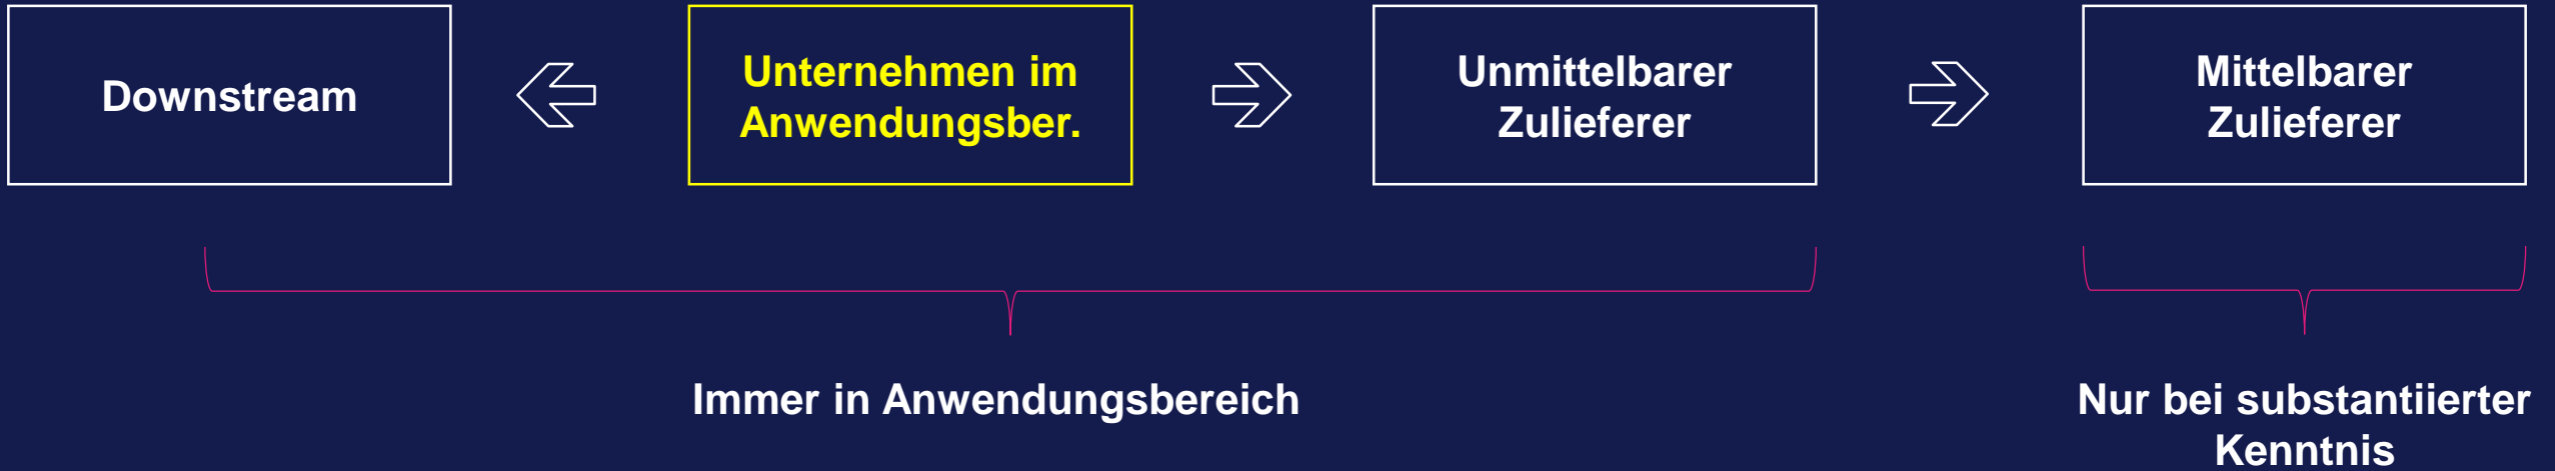 Downstream
Unternehmen im
Anwendungsber.
Unmittelbarer
Zulieferer
Mittelbarer
Zulieferer
Immer in Anwendungsbereich
Nur bei substantiierter
Kenntnis